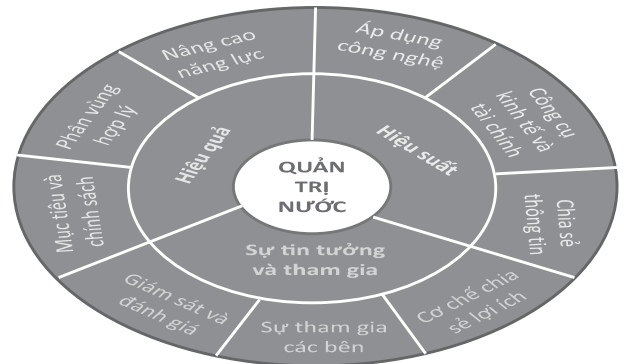 Nâng cao
năng lực
Áp dụng
công nghệ
Công cụ
kinh tế và
tài chính
Chia sẻ
thông tin
Cơ chế chia
sẻ lợi ích
Sự tham gia
các bên
Giám sát và
đánh giá
Mục tiêu và
chính sách
Phân vùng
hợp lý
Hiệu quả
Hiệu suất
Sự tin tưởng
và tham gia
QUẢN
TRỊ
NƯỚC